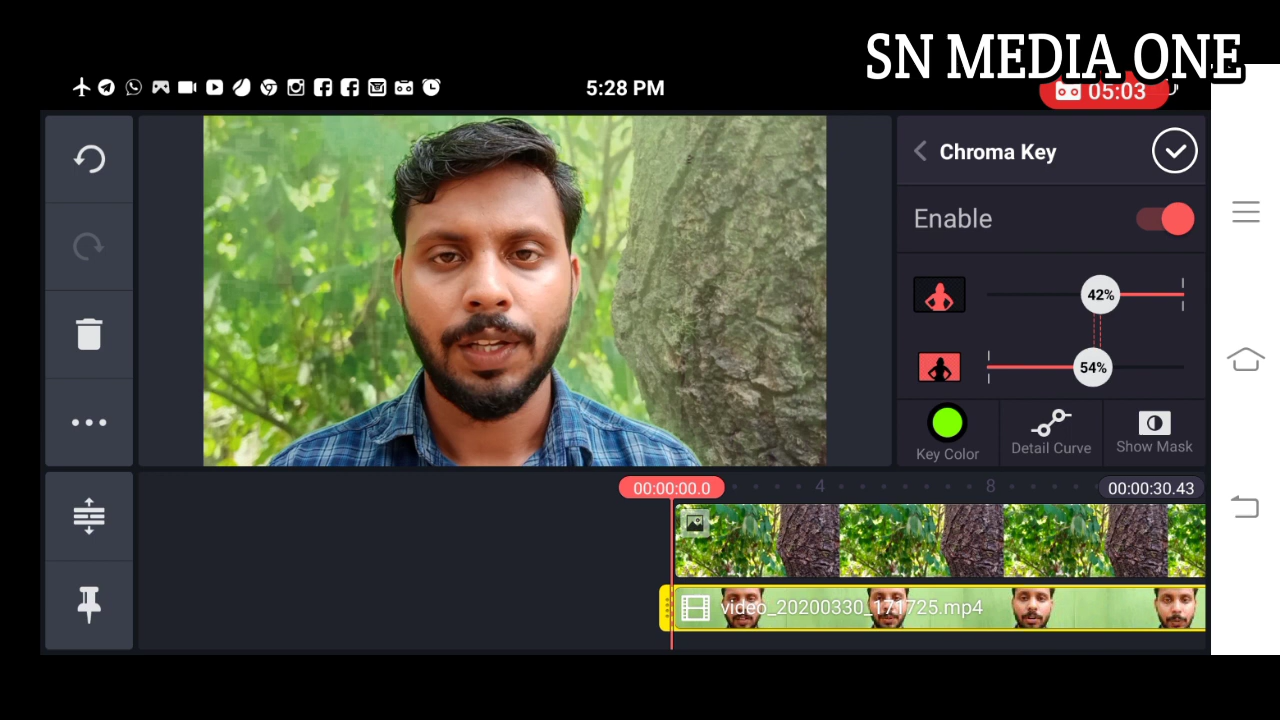 SN MEDIA ONE
5:28 PM
05:03
Chroma Key
Enable
42%
54%
Key Color
Detail Curve
Show Mask
00:00:00.0
4
8
00:00:30.43
video_20200330_171725.mp4